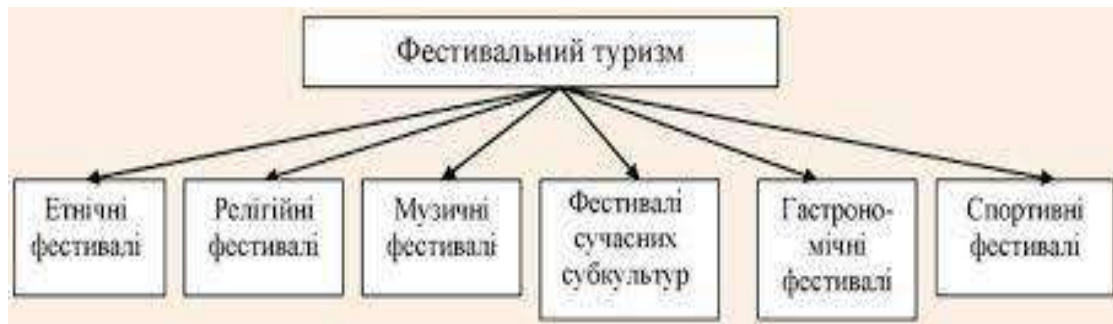 Фестивальний туризм
Етнічні
фестивалі
Релігійні
фестивалі
Музичні
фестивалі
Фестивалі
сучасних
субкультур
Гастроно-
мічні
фестивалі
Спортивні
фестивалі